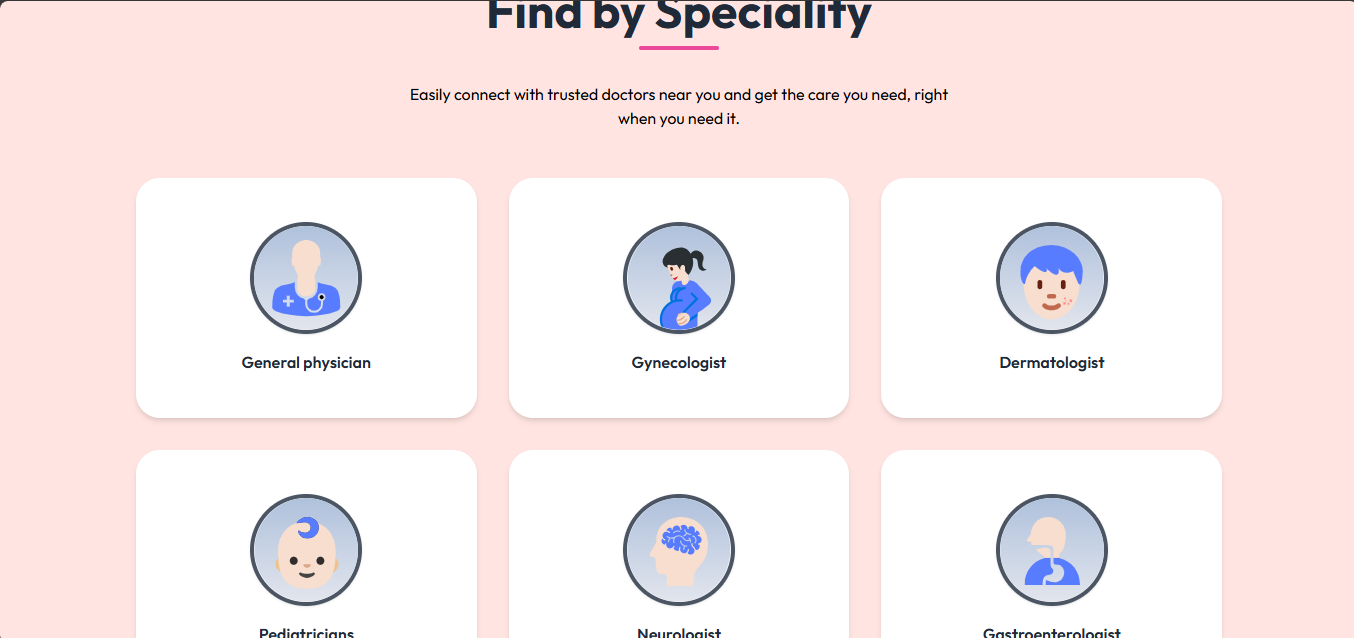 Find by Speciality
Easily connect with trusted doctors near you and get the care you need, right
when you need it.
General physician
Gynecologist
Dermatologist
Pediatricians
Neurologist
Gastroenterologist